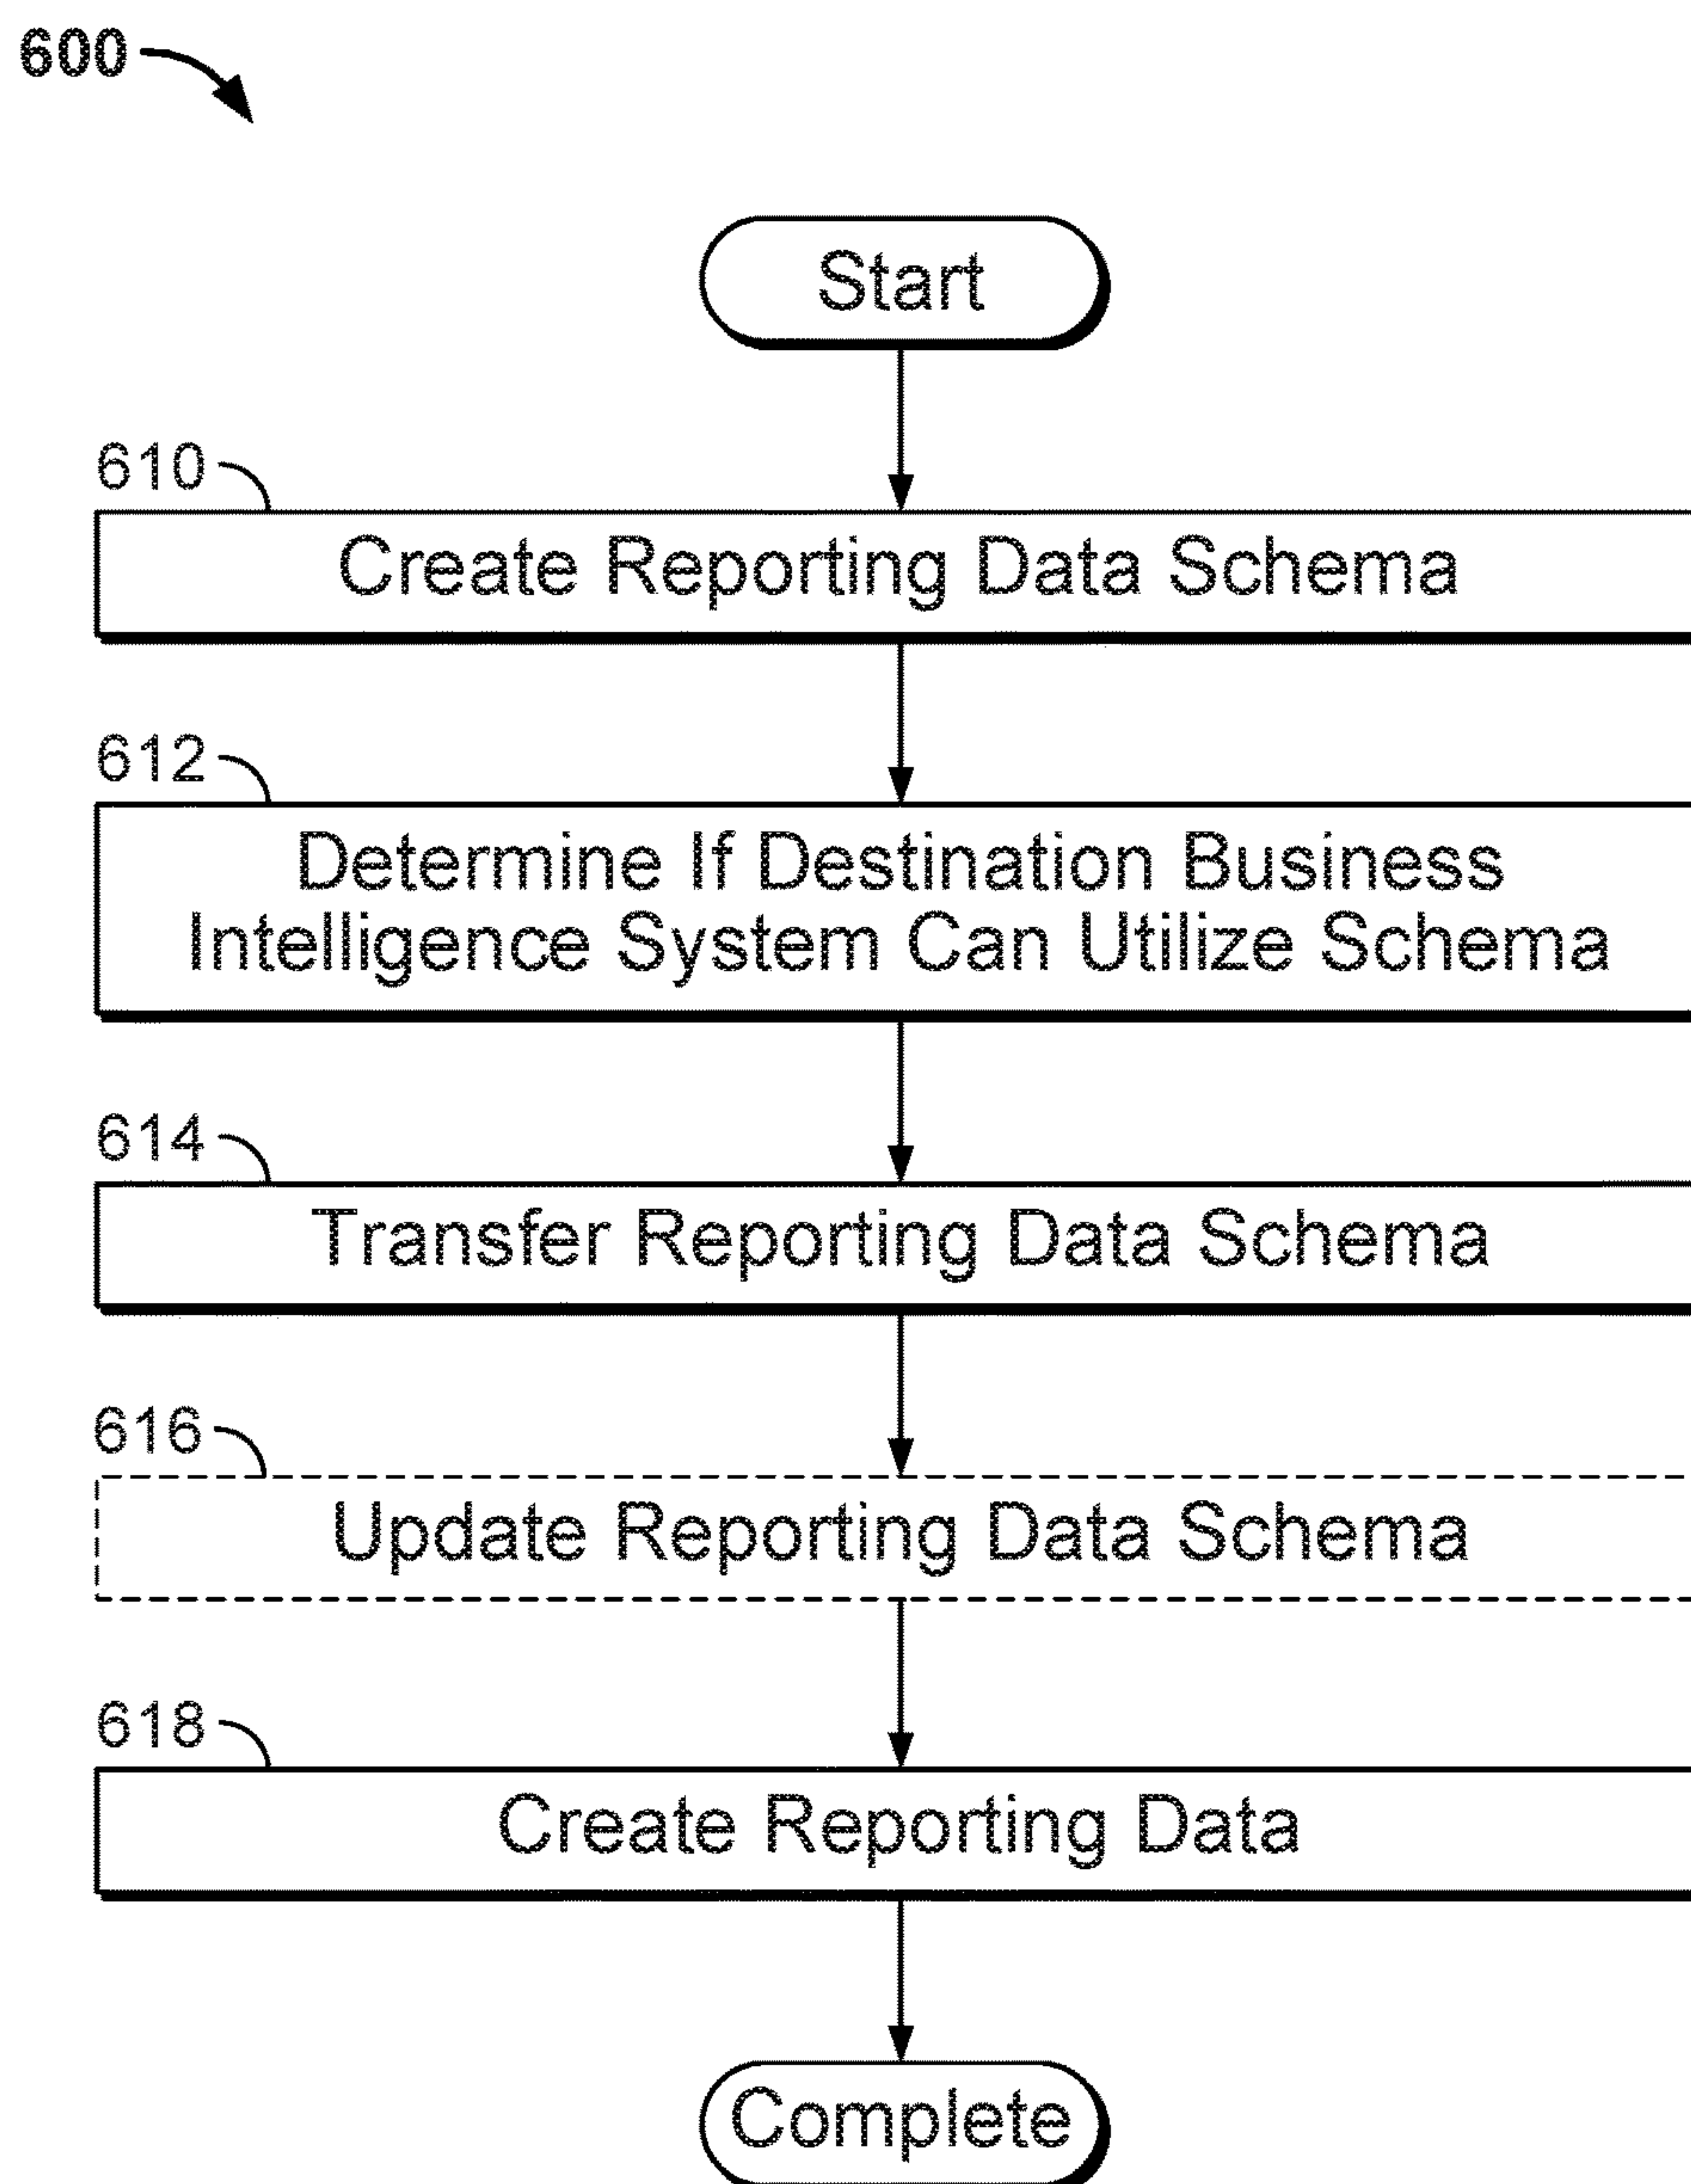 600
Start
610
Create Reporting Data Schema
612
Determine If Destination Business
Intelligence System Can Utilize Schema
614
Transfer Reporting Data Schema
616
Update Reporting Data Schema
618
Create Reporting Data
Complete